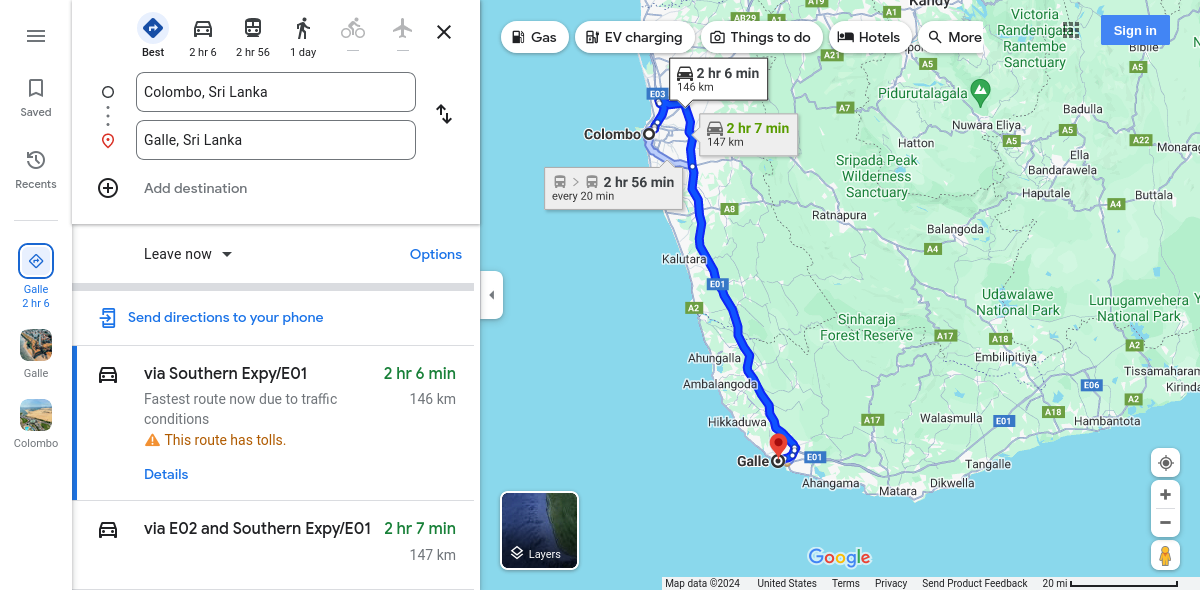 Best
2 hr 6
2 hr 56
1 day
—
—
Colombo, Sri Lanka
Galle, Sri Lanka
Add destination
Saved
Recents
Galle
2 hr 6
Galle
Colombo
Leave now
Options
Send directions to your phone
via Southern Expy/E01
2 hr 6 min
Fastest route now due to traffic
conditions
146 km
This route has tolls.
Details
via E02 and Southern Expy/E01
2 hr 7 min
147 km
Gas
EV charging
Things to do
Hotels
More
Sign in
A19
A1
Kandy
AB29
Victoria
Randenigala
Rantembe
Sanctuary
Bibile
A21
A5
A5
2 hr 6 min
146 km
E03
Pidurutalagala
A7
Badulla
Colombo
2 hr 7 min
147 km
Nuwara Eliya
A5
Hatton
A5
A22
Monaragala
Ella
Bandarawela
Sripada Peak
Wilderness
Sanctuary
2 hr 56 min
every 20 min
Haputale
Buttala
A4
A8
Ratnapura
Balangoda
A4
Kalutara
E01
A2
Udawalawe
National Park
Lunugamvehera
National Park
Sinharaja
Forest Reserve
A17
A18
A2
Ahungalla
Embilipitiya
Ambalangoda
Tissamaharama
E06
Kirinda
A2
Hikkaduwa
A17
Walasmulla
E01
A18
Hambantota
Galle
E01
Tangalle
Ahangama
Matara
Dikwella
Layers
Google
Map data ©2024
United States
Terms
Privacy
Send Product Feedback
20 mi